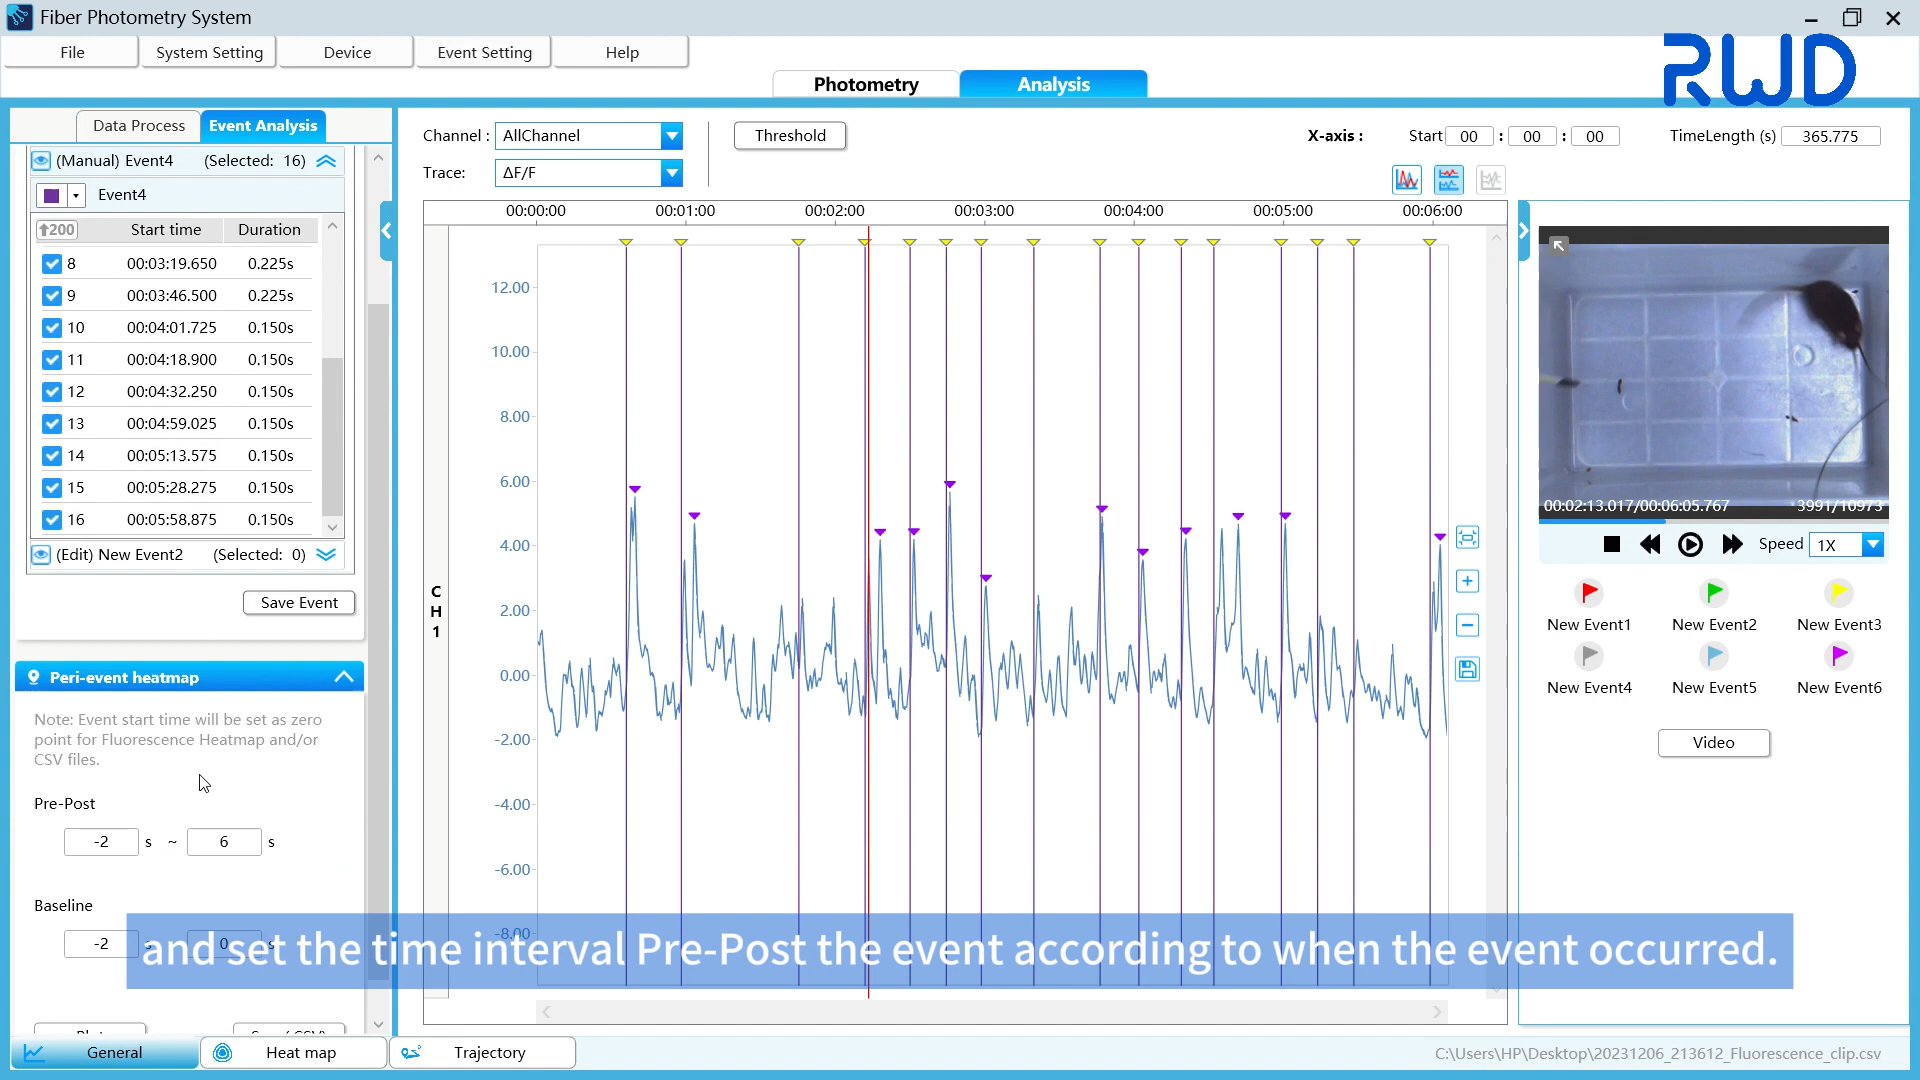 Fiber Photometry System
File
System Setting
Device
Event Setting
Help
RWD
Photometry
Analysis
Data Process
Event Analysis
(Manual) Event4 (Selected: 16)
Event4
200 Start time Duration
8 00:03:19.650 0.225s
9 00:03:46.500 0.225s
10 00:04:01.725 0.150s
11 00:04:18.900 0.150s
12 00:04:32.250 0.150s
13 00:04:59.025 0.150s
14 00:05:13.575 0.150s
15 00:05:28.275 0.150s
16 00:05:58.875 0.150s
(Edit) New Event2 (Selected: 0)
Save Event
Peri-event heatmap
Note: Event start time will be set as zero
point for Fluorescence Heatmap and/or
CSV files.
Pre-Post
-2 s ~ 6 s
Baseline
-2 s 0 s
General
Heat map
Trajectory
Channel : AllChannel
Trace: ΔF/F
Threshold
X-axis : Start 00 : 00 : 00 TimeLength (s) 365.775
00:00:00 00:01:00 00:02:00 00:03:00 00:04:00 00:05:00 00:06:00
12.00
10.00
8.00
6.00
4.00
2.00
0.00
-2.00
-4.00
-6.00
-8.00
CH1
and set the time interval Pre-Post the event according to when the event occurred.
00:02:13.017/00:06:05.767 3991/10973
Speed 1X
New Event1 New Event2 New Event3
New Event4 New Event5 New Event6
Video
C:\Users\HP\Desktop\20231206_213612_Fluorescence_clip.csv